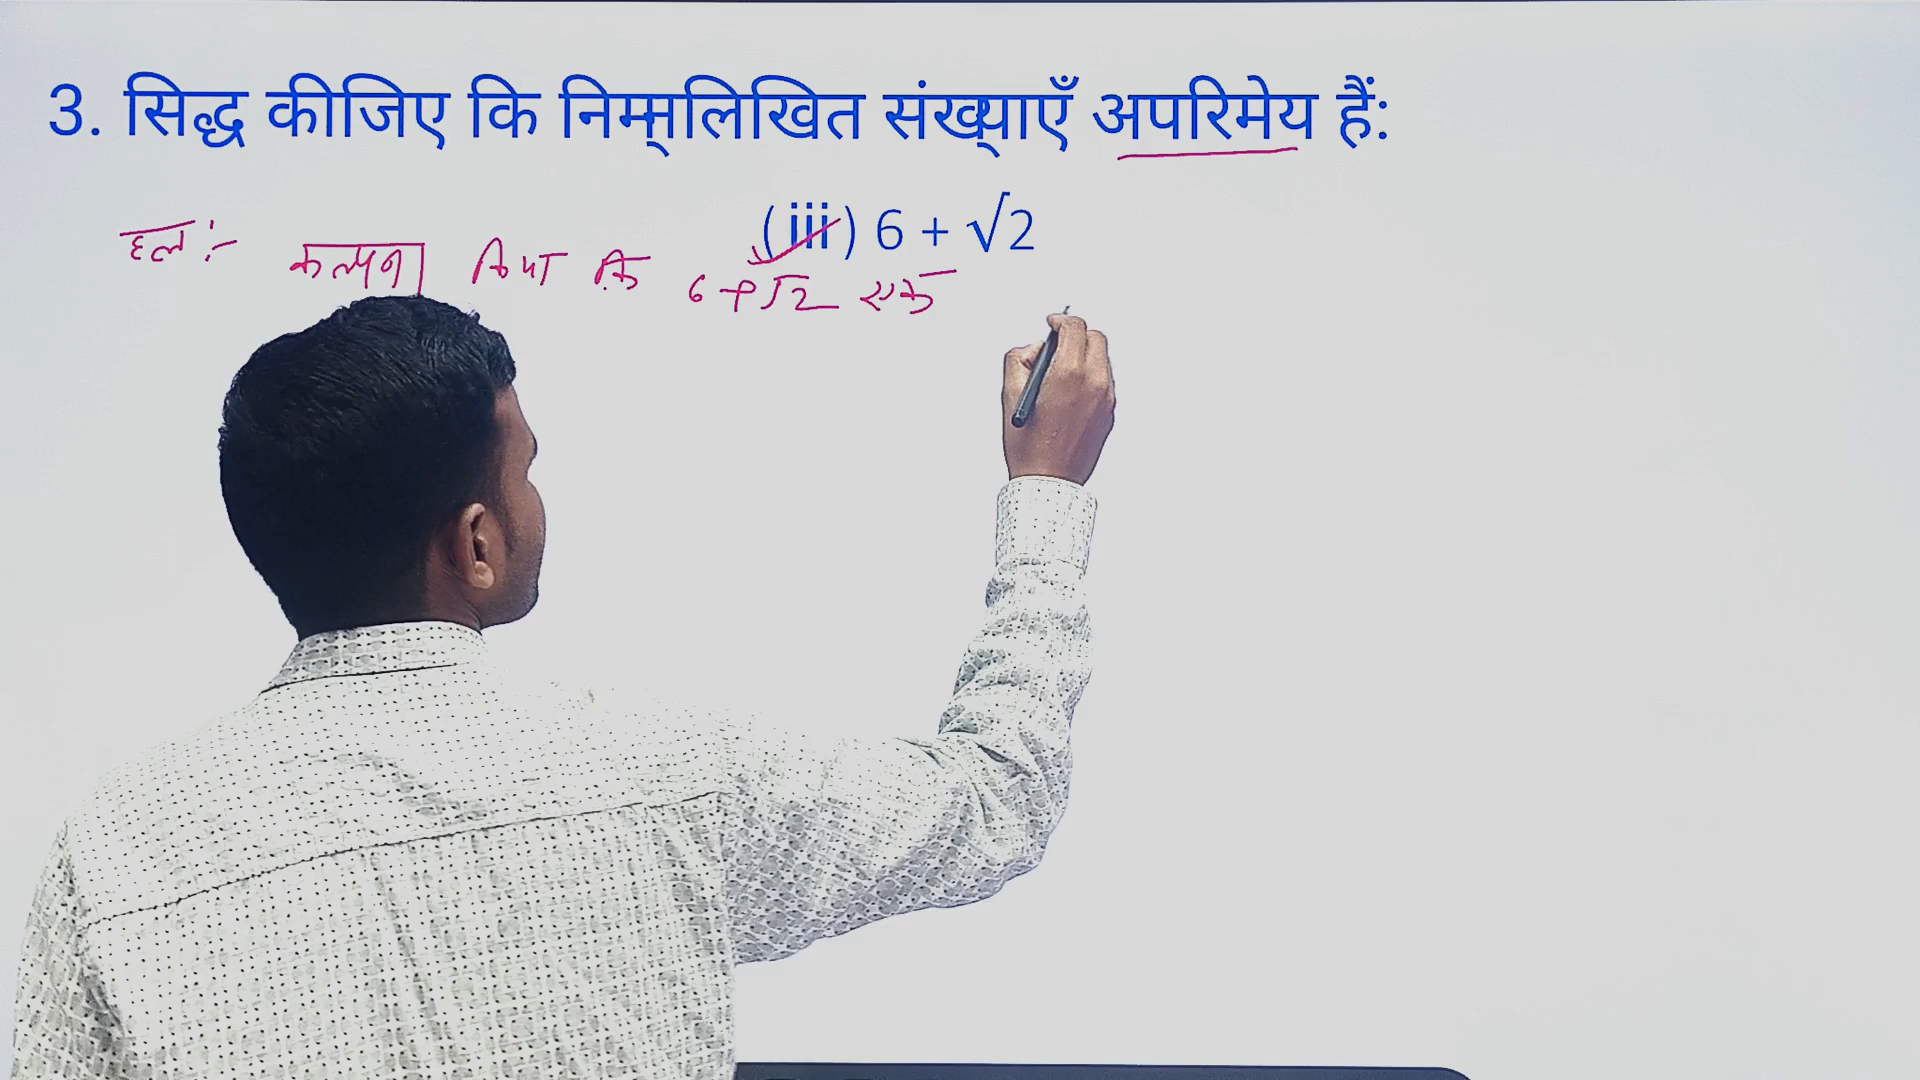 3. सिद्ध कीजिए कि निम्नलिखित संख्याएँ अपरिमेय हैं:
(iii) 6 + √2
हल :- कल्पना किया कि 6+√2 एक